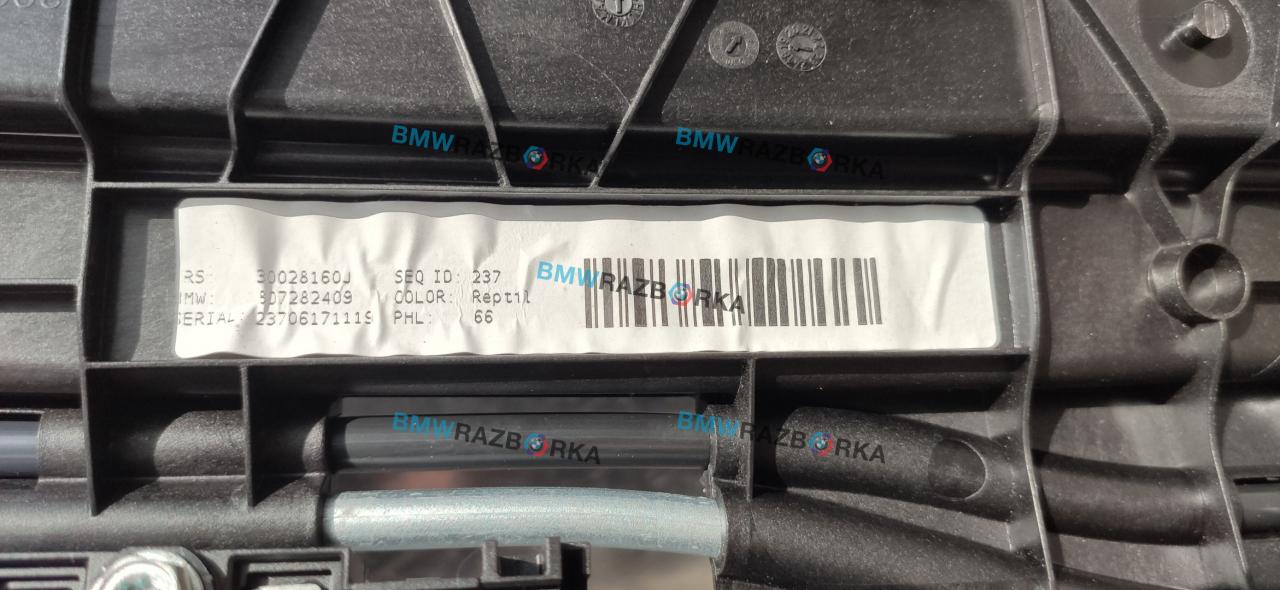 BMWRAZBORKA BMWRAZBORKA
RS: 30028160J SEQ ID: 237
BMW: 307282409 COLOR: Reptil
SERIAL: 23706171119 PHL: 66
BMWRAZBORKA
BMWRAZBORKA BMWRAZBORKA